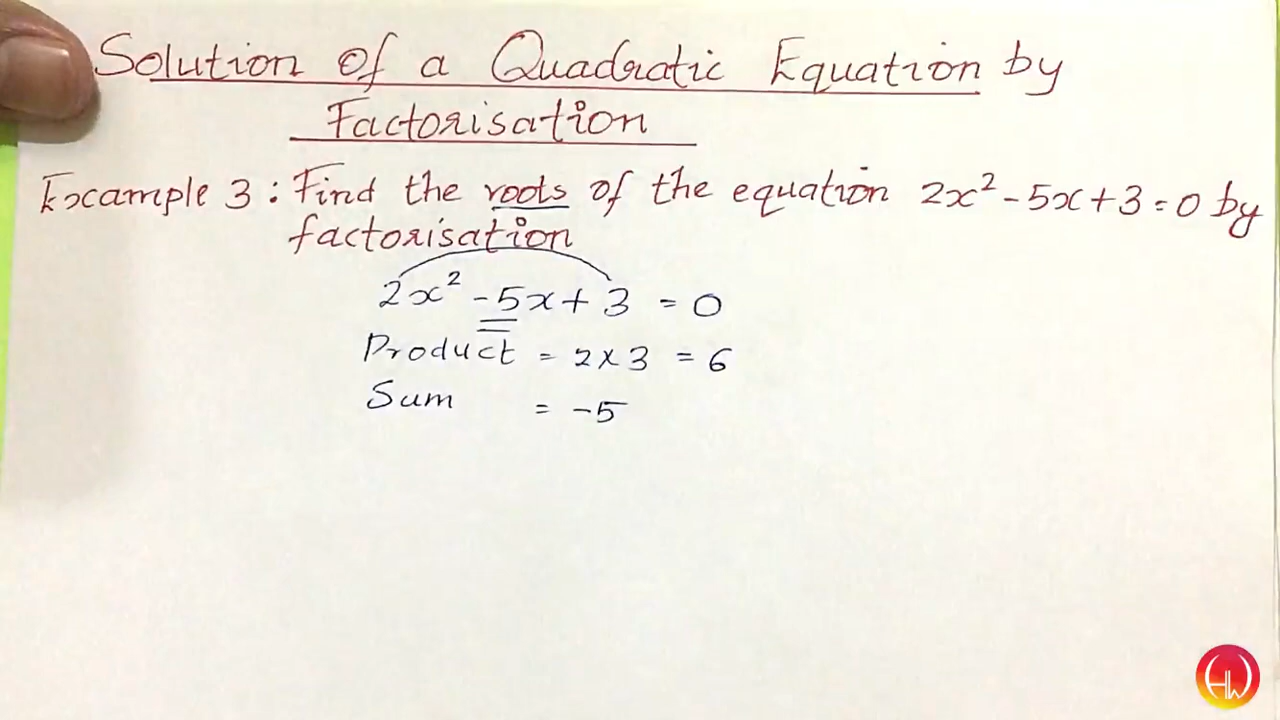 Solution of a Quadratic Equation by
Factorisation
Example 3 : Find the roots of the equation 2x² - 5x + 3 = 0 by
factorisation
2x² - 5x + 3 = 0
Product = 2 x 3 = 6
Sum = -5
HW